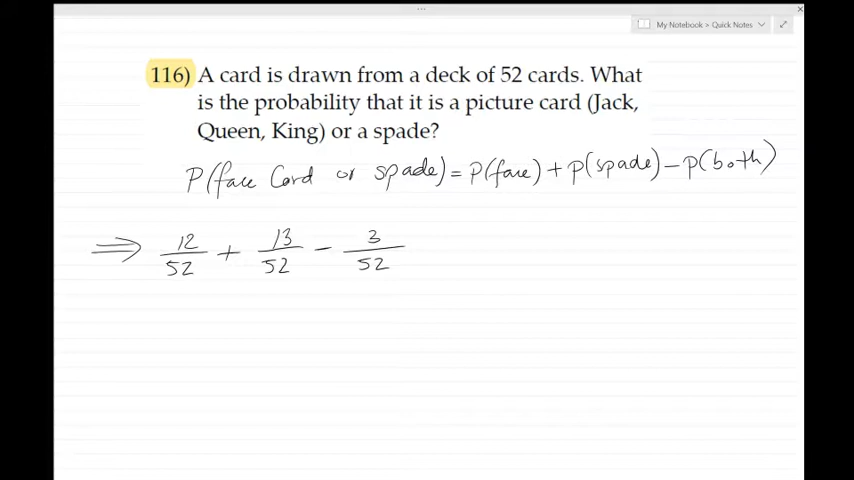 My Notebook > Quick Notes
116) A card is drawn from a deck of 52 cards. What
is the probability that it is a picture card (Jack,
Queen, King) or a spade?
P(face Card or spade) = P(face) + P(spade) - P(both)
⟹ 12/52 + 13/52 - 3/52